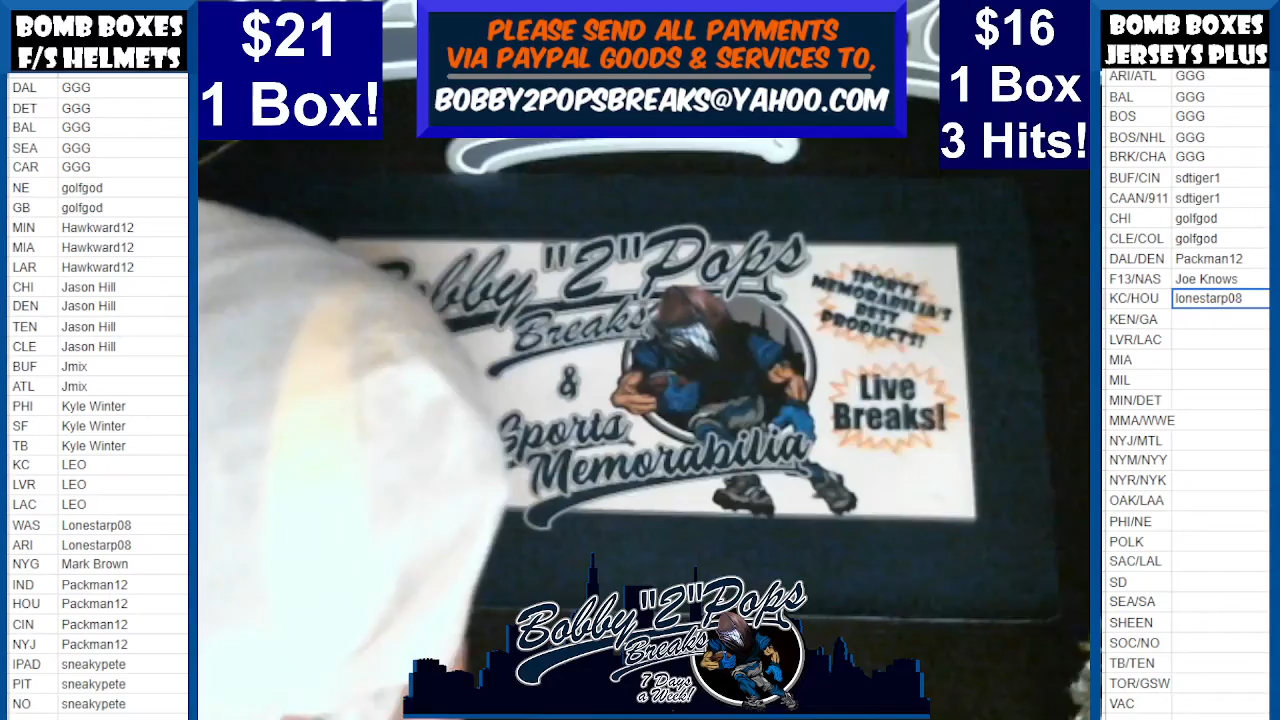 BOMB BOXES
F/S HELMETS
DAL GGG
DET GGG
BAL GGG
SEA GGG
CAR GGG
NE golfgod
GB golfgod
MIN Hawkward12
MIA Hawkward12
LAR Hawkward12
CHI Jason Hill
DEN Jason Hill
TEN Jason Hill
CLE Jason Hill
BUF Jmix
ATL Jmix
PHI Kyle Winter
SF Kyle Winter
TB Kyle Winter
KC LEO
LVR LEO
LAC LEO
WAS Lonestarp08
ARI Lonestarp08
NYG Mark Brown
IND Packman12
HOU Packman12
CIN Packman12
NYJ Packman12
IPAD sneakypete
PIT sneakypete
NO sneakypete
$21
1 Box!
PLEASE SEND ALL PAYMENTS
VIA PAYPAL GOODS & SERVICES TO,
BOBBY2POPSBREAKS@YAHOO.COM
$16
1 Box
3 Hits!
Bobby "2" Pops
Breaks
&
Sports
Memorabilia
SPORTS
MEMORABILIA'S
BEST
PRODUCTS!
Live
Breaks!
Bobby "2" Pops
Breaks
7 Days
a Week!
BOMB BOXES
JERSEYS PLUS
ARI/ATL GGG
BAL GGG
BOS GGG
BOS/NHL GGG
BRK/CHA GGG
BUF/CIN sdtiger1
CAAN/911 sdtiger1
CHI golfgod
CLE/COL golfgod
DAL/DEN Packman12
F13/NAS Joe Knows
KC/HOU lonestarp08
KEN/GA
LVR/LAC
MIA
MIL
MIN/DET
MMA/WWE
NYJ/MTL
NYM/NYY
NYR/NYK
OAK/LAA
PHI/NE
POLK
SAC/LAL
SD
SEA/SA
SHEEN
SOC/NO
TB/TEN
TOR/GSW
VAC